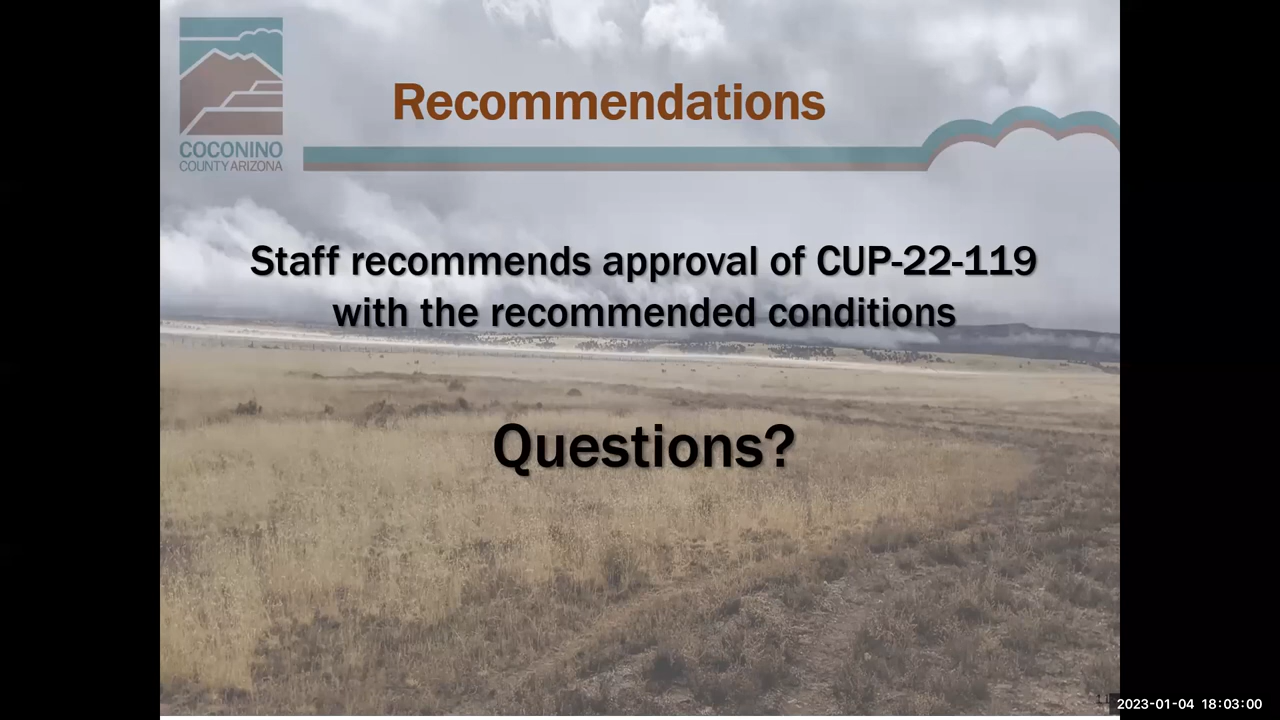 COCONINO
COUNTY ARIZONA
Recommendations
Staff recommends approval of CUP-22-119
with the recommended conditions
Questions?
2023-01-04 18:03:00